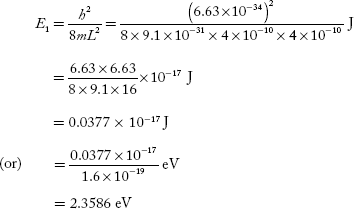 E₁ = ℎ² / 8mL² = (6.63×10⁻³⁴)² / 8×9.1×10⁻³¹ × 4×10⁻¹⁰ × 4×10⁻¹⁰ J
= 6.63×6.63 / 8×9.1×16 ×10⁻¹⁷ J
= 0.0377 × 10⁻¹⁷ J
(or) = 0.0377×10⁻¹⁷ / 1.6×10⁻¹⁹ eV
= 2.3586 eV